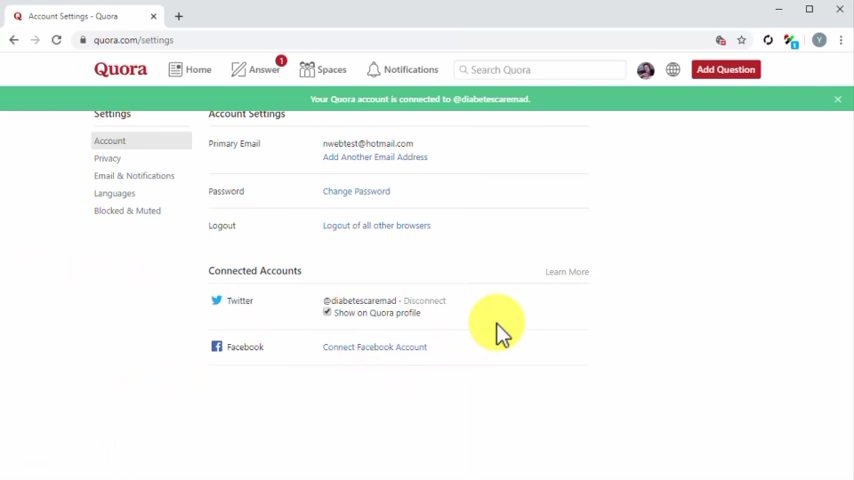 Account Settings - Quora
quora.com/settings
Y
Quora
Home
Answer
1
Spaces
Notifications
Search Quora
Add Question
Your Quora account is connected to @diabetescaremad.
Settings
Account
Privacy
Email & Notifications
Languages
Blocked & Muted
Account Settings
Primary Email
nwebtest@hotmail.com
Add Another Email Address
Password
Change Password
Logout
Logout of all other browsers
Connected Accounts
Learn More
Twitter
@diabetescaremad - Disconnect
Show on Quora profile
Facebook
Connect Facebook Account